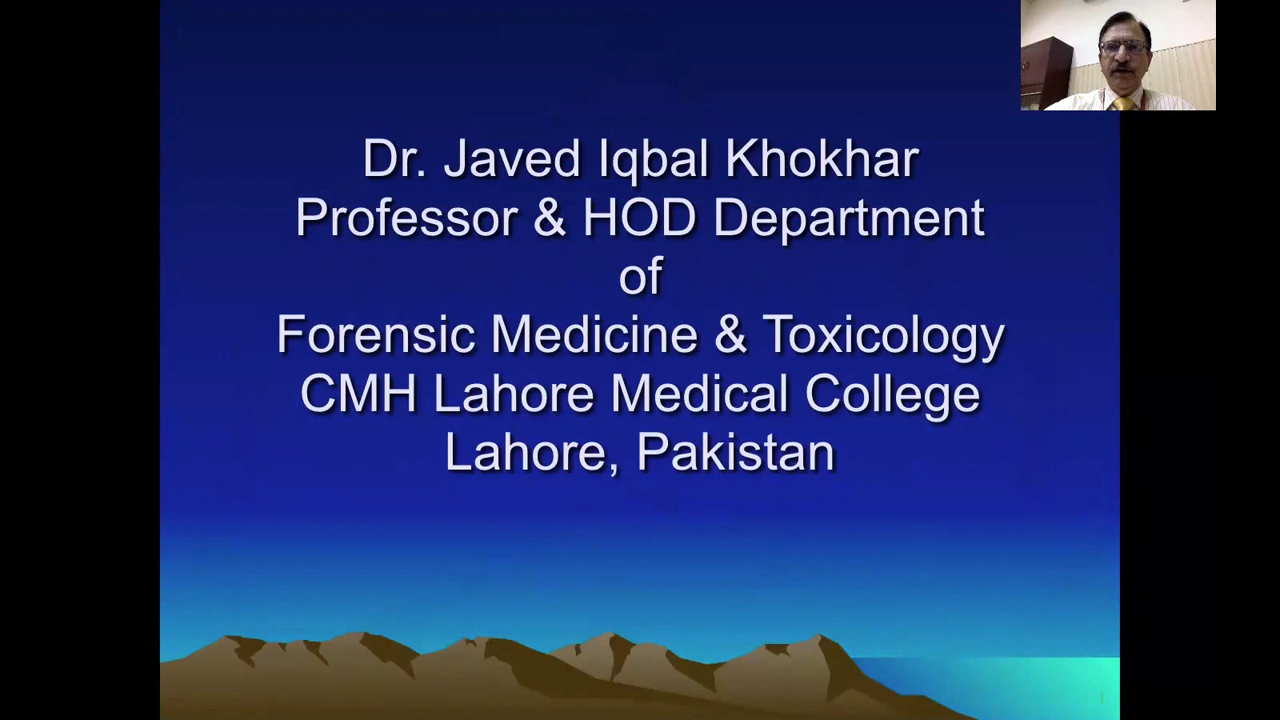 Dr. Javed Iqbal Khokhar
Professor & HOD Department
of
Forensic Medicine & Toxicology
CMH Lahore Medical College
Lahore, Pakistan